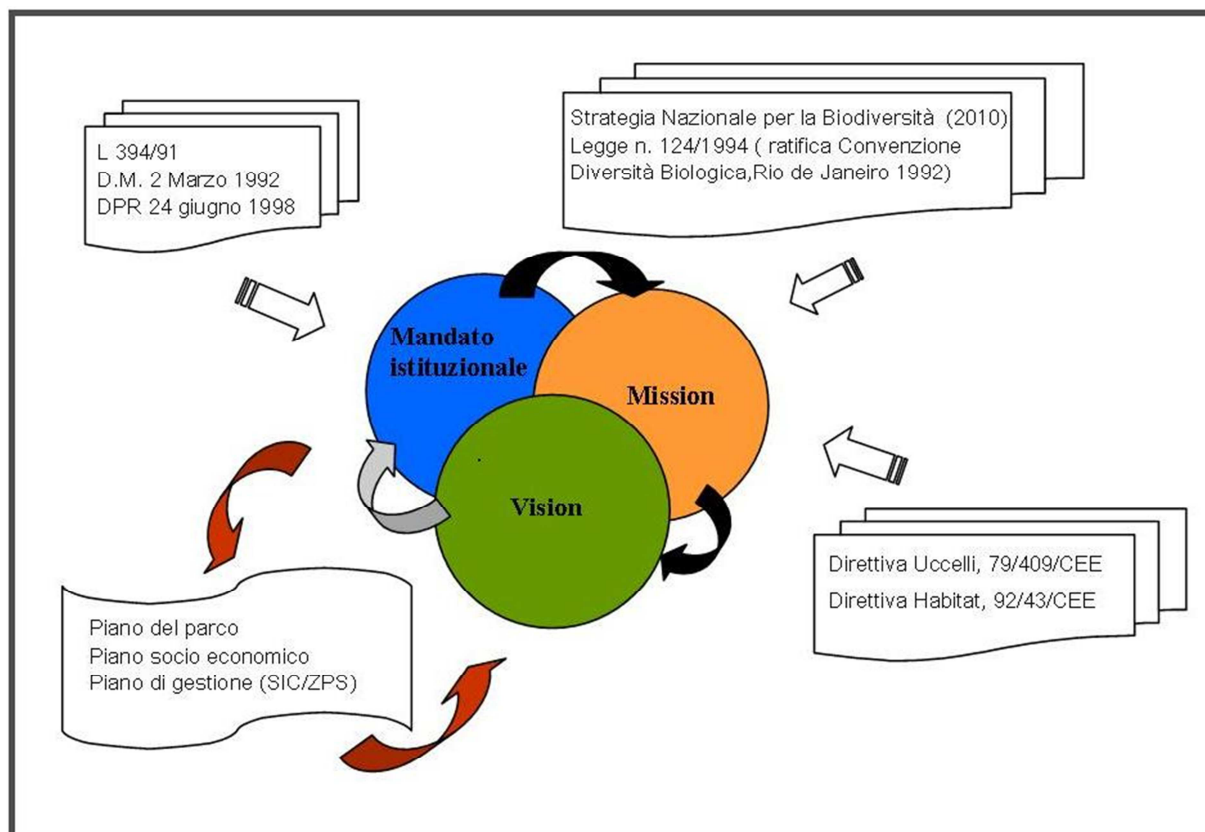 L 394/91
D.M. 2 Marzo 1992
DPR 24 giugno 1998
Strategia Nazionale per la Biodiversità (2010)
Legge n. 124/1994 ( ratifica Convenzione
Diversità Biologica,Rio de Janeiro 1992)
Mandato
istituzionale
Mission
Vision
Direttiva Uccelli, 79/409/CEE
Direttiva Habitat, 92/43/CEE
Piano del parco
Piano socio economico
Piano di gestione (SIC/ZPS)